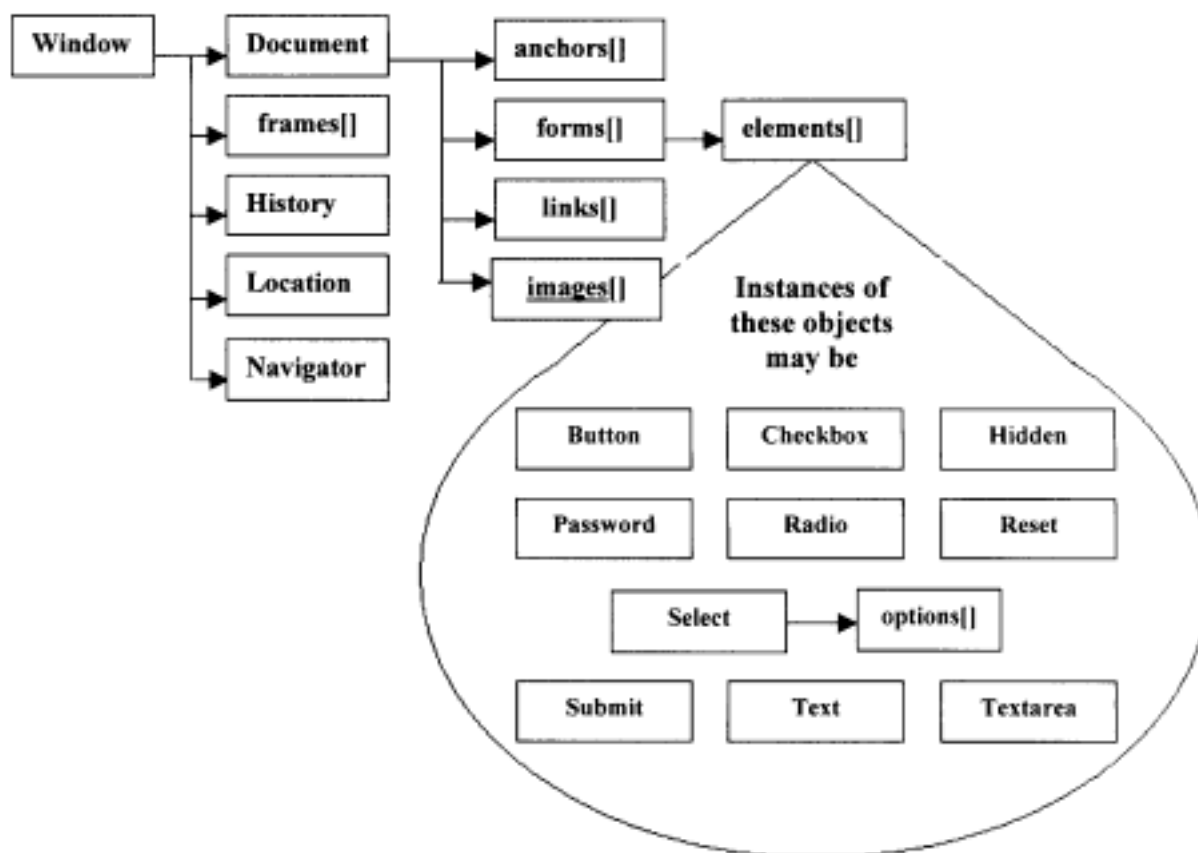 Window
Document
anchors[]
frames[]
forms[]
elements[]
History
links[]
Location
images[]
Instances of
these objects
may be
Navigator
Button
Checkbox
Hidden
Password
Radio
Reset
Select
options[]
Submit
Text
Textarea